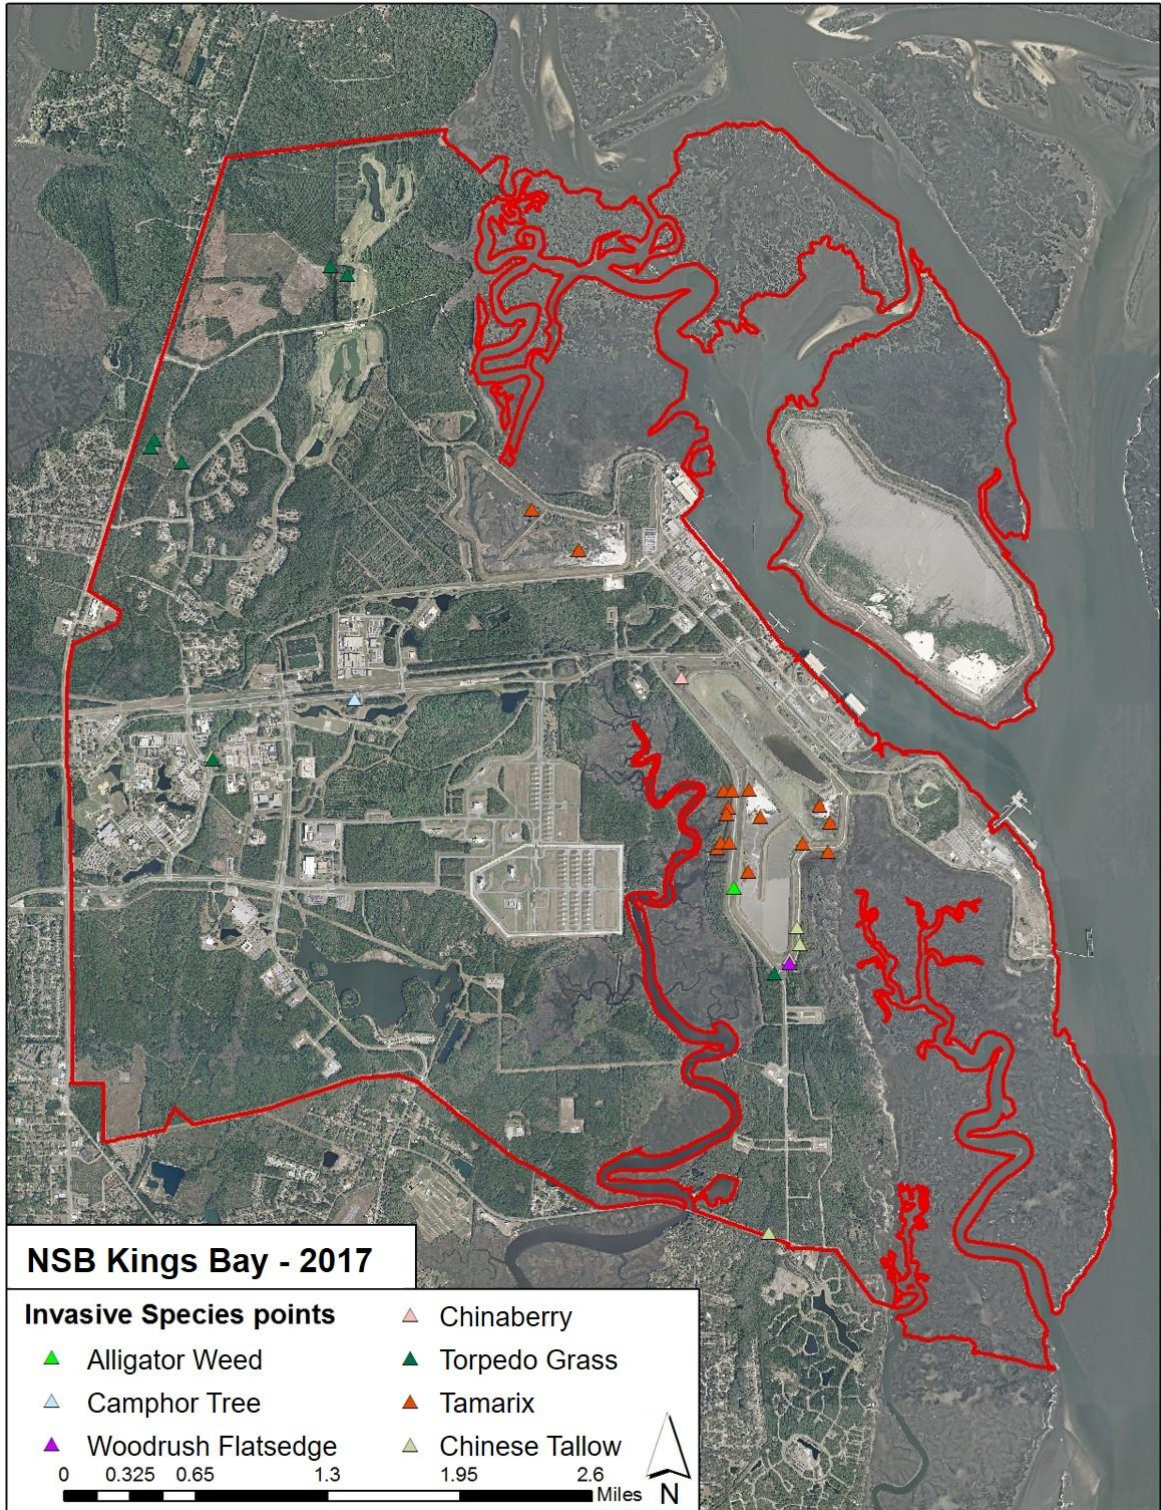 NSB Kings Bay - 2017
Invasive Species points
Alligator Weed
Camphor Tree
Woodrush Flatsedge
Chinaberry
Torpedo Grass
Tamarix
Chinese Tallow
0 0.325 0.65 1.3 1.95 2.6 Miles
N